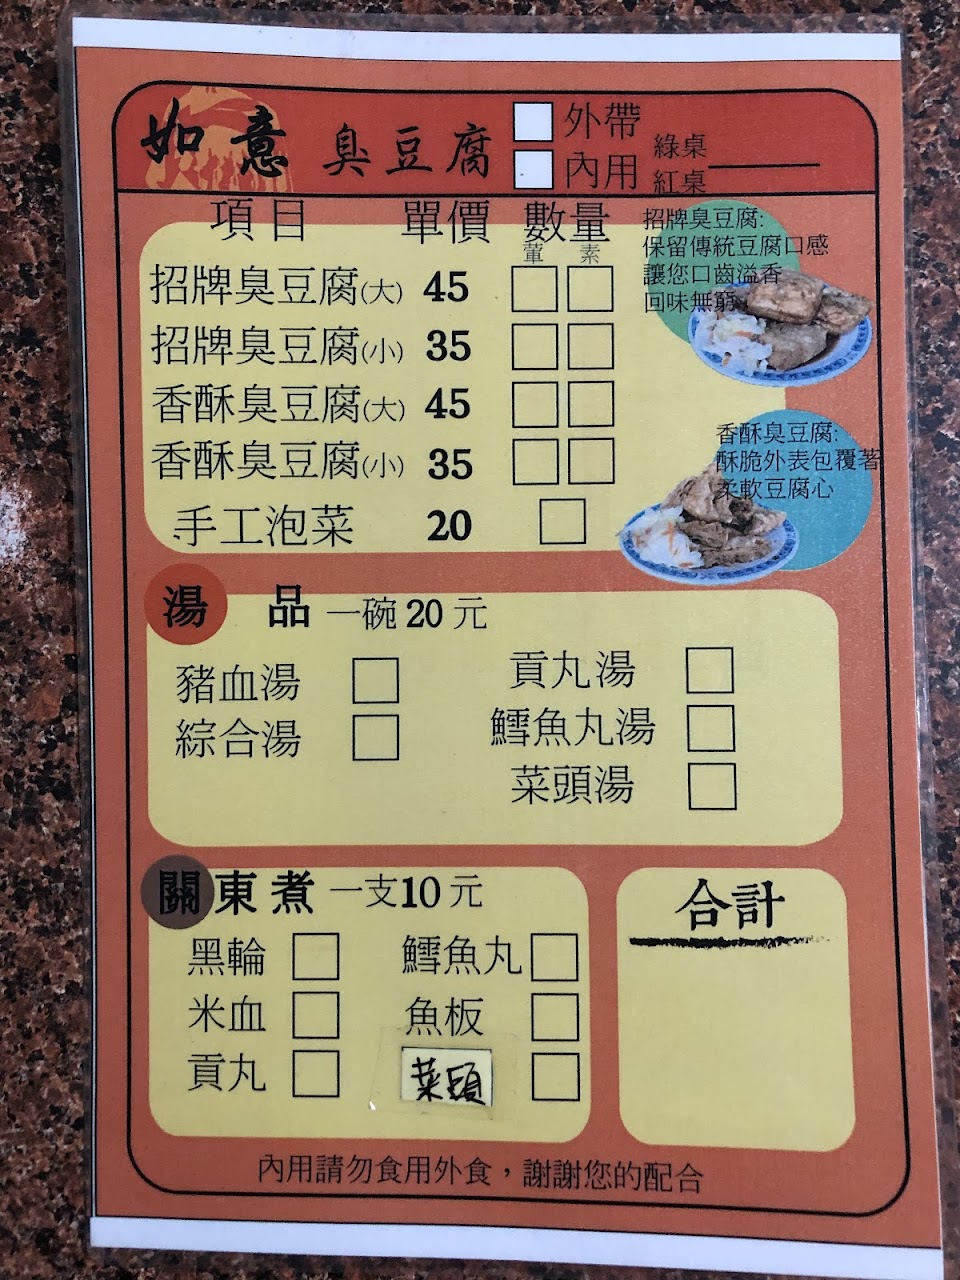 如意 臭豆腐
外帶
內用
綠桌
紅桌
項目 單價 數量
葷 素
招牌臭豆腐(大) 45
招牌臭豆腐(小) 35
香酥臭豆腐(大) 45
香酥臭豆腐(小) 35
手工泡菜 20
招牌臭豆腐:
保留傳統豆腐口感
讓您口齒溢香
回味無窮
香酥臭豆腐:
酥脆外表包覆著
柔軟豆腐心
湯品 一碗20元
豬血湯
綜合湯
貢丸湯
鱈魚丸湯
菜頭湯
關東煮 一支10元
黑輪
米血
貢丸
鱈魚丸
魚板
菜頭
合計
內用請勿食用外食，謝謝您的配合